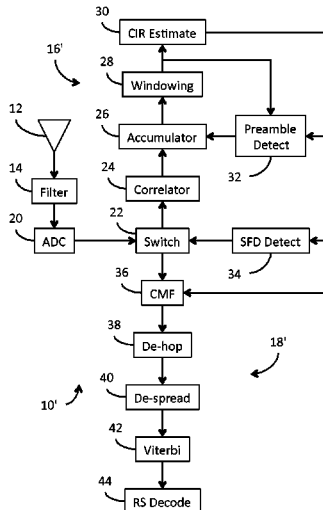 30
CIR Estimate
16'
28
Windowing
12
26
Accumulator
Preamble
Detect
14
24
32
Filter
Correlator
20
22
ADC
Switch
SFD Detect
36
34
CMF
38
De-hop
18'
40
10'
De-spread
42
Viterbi
44
RS Decode